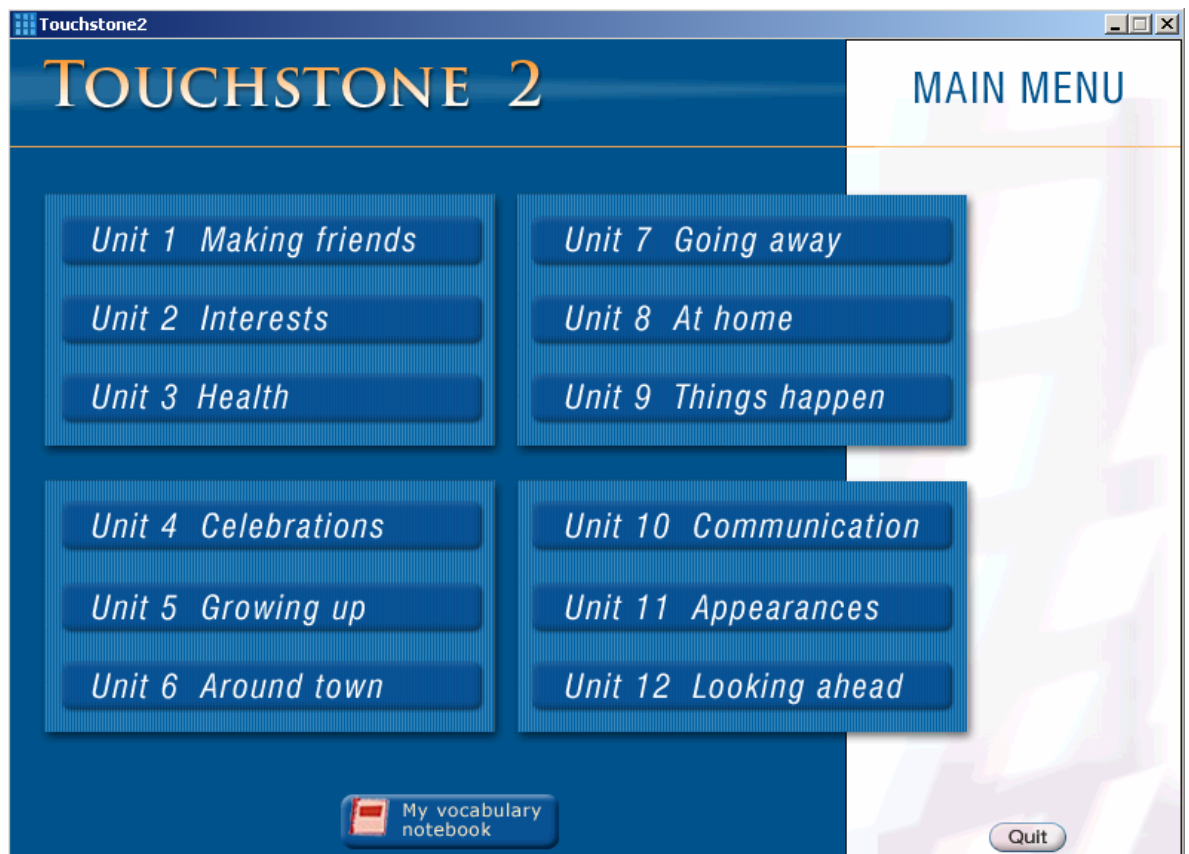 Touchstone2
TOUCHSTONE 2
MAIN MENU
Unit 1 Making friends
Unit 2 Interests
Unit 3 Health
Unit 4 Celebrations
Unit 5 Growing up
Unit 6 Around town
Unit 7 Going away
Unit 8 At home
Unit 9 Things happen
Unit 10 Communication
Unit 11 Appearances
Unit 12 Looking ahead
My vocabulary
notebook
Quit